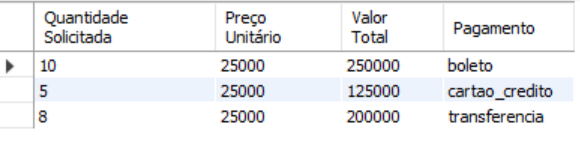 Quantidade Solicitada Preço Unitário Valor Total Pagamento
10 25000 250000 boleto
5 25000 125000 cartao_credito
8 25000 200000 transferencia